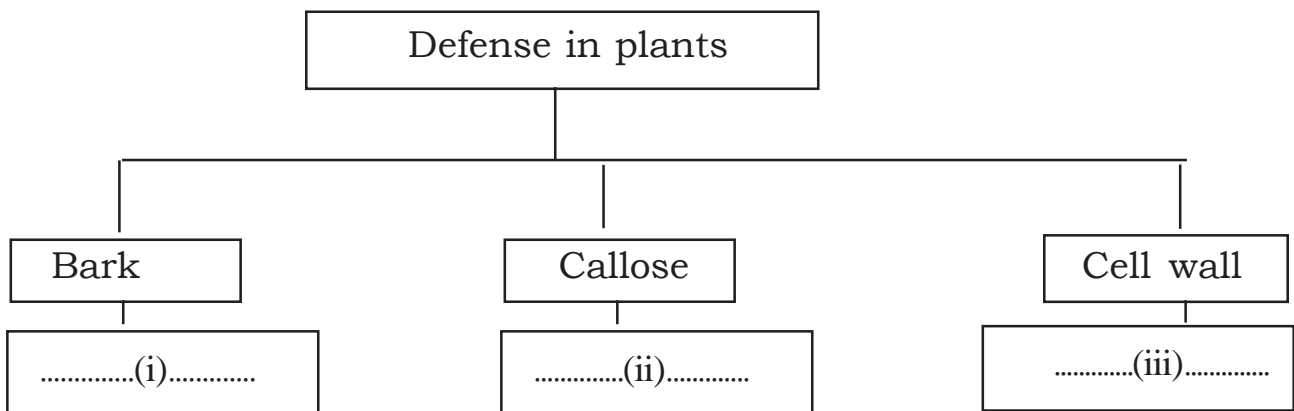 Defense in plants
Bark
Callose
Cell wall
..............(i).............
.............(ii)............
............(iii).............